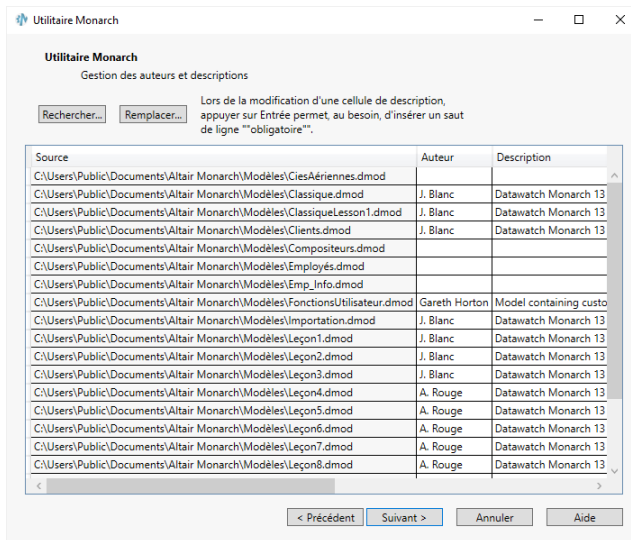 Utilitaire Monarch
Utilitaire Monarch
Gestion des auteurs et descriptions
Rechercher... Remplacer... Lors de la modification d'une cellule de description,
appuyer sur Entrée permet, au besoin, d'insérer un saut
de ligne ""obligatoire"".
Source Auteur Description
C:\Users\Public\Documents\Altair Monarch\Modèles\CiesAériennes.dmod
C:\Users\Public\Documents\Altair Monarch\Modèles\Classique.dmod J. Blanc Datawatch Monarch 13
C:\Users\Public\Documents\Altair Monarch\Modèles\ClassiqueLesson1.dmod J. Blanc Datawatch Monarch 13
C:\Users\Public\Documents\Altair Monarch\Modèles\Clients.dmod J. Blanc Datawatch Monarch 13
C:\Users\Public\Documents\Altair Monarch\Modèles\Compositeurs.dmod
C:\Users\Public\Documents\Altair Monarch\Modèles\Employés.dmod
C:\Users\Public\Documents\Altair Monarch\Modèles\Emp_Info.dmod
C:\Users\Public\Documents\Altair Monarch\Modèles\FonctionsUtilisateur.dmod Gareth Horton Model containing custo
C:\Users\Public\Documents\Altair Monarch\Modèles\Importation.dmod J. Blanc Datawatch Monarch 13
C:\Users\Public\Documents\Altair Monarch\Modèles\Leçon1.dmod J. Blanc Datawatch Monarch 13
C:\Users\Public\Documents\Altair Monarch\Modèles\Leçon2.dmod J. Blanc Datawatch Monarch 13
C:\Users\Public\Documents\Altair Monarch\Modèles\Leçon3.dmod J. Blanc Datawatch Monarch 13
C:\Users\Public\Documents\Altair Monarch\Modèles\Leçon4.dmod A. Rouge Datawatch Monarch 13
C:\Users\Public\Documents\Altair Monarch\Modèles\Leçon5.dmod A. Rouge Datawatch Monarch 13
C:\Users\Public\Documents\Altair Monarch\Modèles\Leçon6.dmod A. Rouge Datawatch Monarch 13
C:\Users\Public\Documents\Altair Monarch\Modèles\Leçon7.dmod A. Rouge Datawatch Monarch 13
C:\Users\Public\Documents\Altair Monarch\Modèles\Leçon8.dmod A. Rouge Datawatch Monarch 13
< Précédent Suivant > Annuler Aide